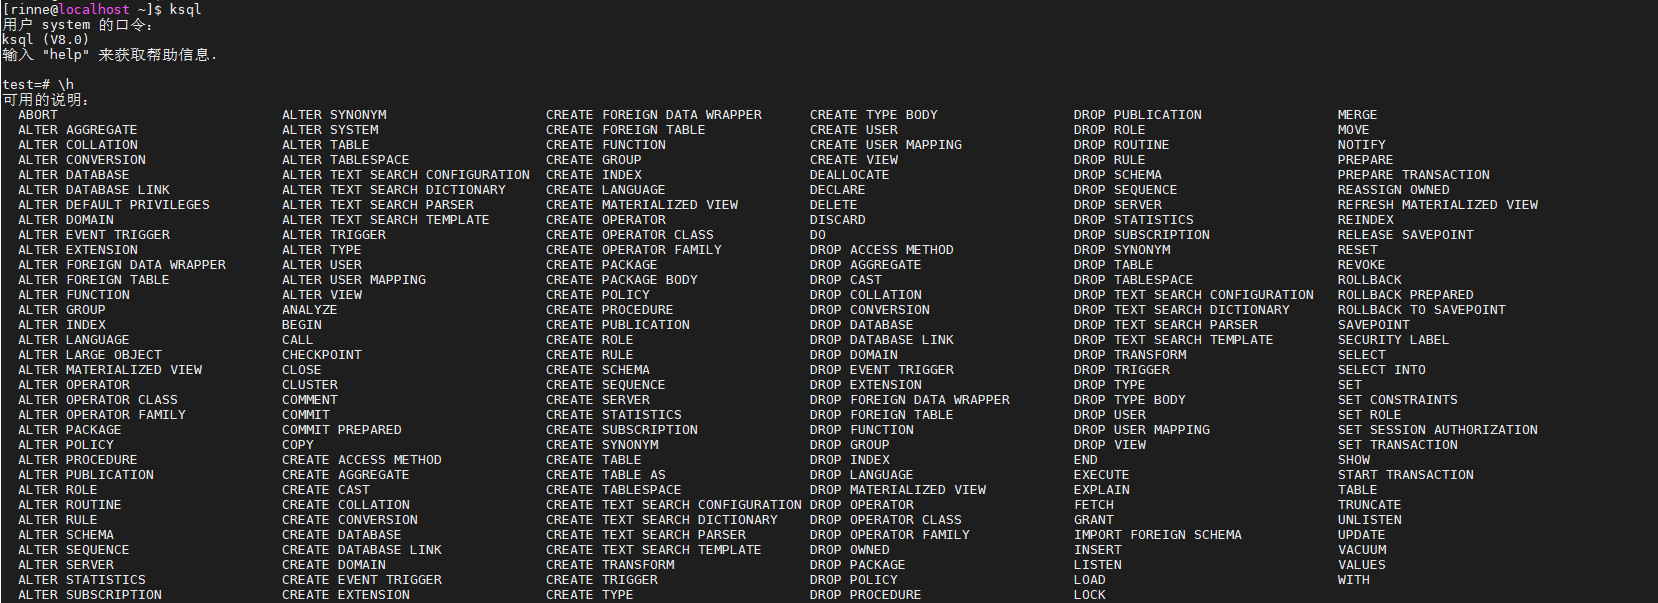 [rinne@localhost ~]$ ksql
用户 system 的口令：
ksql (V8.0)
输入 "help" 来获取帮助信息.
test=# \h
可用的说明：
ABORT ALTER SYNONYM CREATE FOREIGN DATA WRAPPER CREATE TYPE BODY DROP PUBLICATION MERGE
ALTER AGGREGATE ALTER SYSTEM CREATE FOREIGN TABLE CREATE USER DROP ROLE MOVE
ALTER COLLATION ALTER TABLE CREATE FUNCTION CREATE USER MAPPING DROP ROUTINE NOTIFY
ALTER CONVERSION ALTER TABLESPACE CREATE GROUP CREATE VIEW DROP RULE PREPARE
ALTER DATABASE ALTER TEXT SEARCH CONFIGURATION CREATE INDEX DEALLOCATE DROP SCHEMA PREPARE TRANSACTION
ALTER DATABASE LINK ALTER TEXT SEARCH DICTIONARY CREATE LANGUAGE DECLARE DROP SEQUENCE REASSIGN OWNED
ALTER DEFAULT PRIVILEGES ALTER TEXT SEARCH PARSER CREATE MATERIALIZED VIEW DELETE DROP SERVER REFRESH MATERIALIZED VIEW
ALTER DOMAIN ALTER TEXT SEARCH TEMPLATE CREATE OPERATOR DISCARD DROP STATISTICS REINDEX
ALTER EVENT TRIGGER ALTER TRIGGER CREATE OPERATOR CLASS DO DROP SUBSCRIPTION RELEASE SAVEPOINT
ALTER EXTENSION ALTER TYPE CREATE OPERATOR FAMILY DROP ACCESS METHOD DROP SYNONYM RESET
ALTER FOREIGN DATA WRAPPER ALTER USER CREATE PACKAGE DROP AGGREGATE DROP TABLE REVOKE
ALTER FOREIGN TABLE ALTER USER MAPPING CREATE PACKAGE BODY DROP CAST DROP TABLESPACE ROLLBACK
ALTER FUNCTION ALTER VIEW CREATE POLICY DROP COLLATION DROP TEXT SEARCH CONFIGURATION ROLLBACK PREPARED
ALTER GROUP ANALYZE CREATE PROCEDURE DROP CONVERSION DROP TEXT SEARCH DICTIONARY ROLLBACK TO SAVEPOINT
ALTER INDEX BEGIN CREATE PUBLICATION DROP DATABASE DROP TEXT SEARCH PARSER SAVEPOINT
ALTER LANGUAGE CALL CREATE ROLE DROP DATABASE LINK DROP TEXT SEARCH TEMPLATE SECURITY LABEL
ALTER LARGE OBJECT CHECKPOINT CREATE RULE DROP DOMAIN DROP TRANSFORM SELECT
ALTER MATERIALIZED VIEW CLOSE CREATE SCHEMA DROP EVENT TRIGGER DROP TRIGGER SELECT INTO
ALTER OPERATOR CLUSTER CREATE SEQUENCE DROP EXTENSION DROP TYPE SET
ALTER OPERATOR CLASS COMMENT CREATE SERVER DROP FOREIGN DATA WRAPPER DROP TYPE BODY SET CONSTRAINTS
ALTER OPERATOR FAMILY COMMIT CREATE STATISTICS DROP FOREIGN TABLE DROP USER SET ROLE
ALTER PACKAGE COMMIT PREPARED CREATE SUBSCRIPTION DROP FUNCTION DROP USER MAPPING SET SESSION AUTHORIZATION
ALTER POLICY COPY CREATE SYNONYM DROP GROUP DROP VIEW SET TRANSACTION
ALTER PROCEDURE CREATE ACCESS METHOD CREATE TABLE DROP INDEX END SHOW
ALTER PUBLICATION CREATE AGGREGATE CREATE TABLE AS DROP LANGUAGE EXECUTE START TRANSACTION
ALTER ROLE CREATE CAST CREATE TABLESPACE DROP MATERIALIZED VIEW EXPLAIN TABLE
ALTER ROUTINE CREATE COLLATION CREATE TEXT SEARCH CONFIGURATION DROP OPERATOR FETCH TRUNCATE
ALTER RULE CREATE CONVERSION CREATE TEXT SEARCH DICTIONARY DROP OPERATOR CLASS GRANT UNLISTEN
ALTER SCHEMA CREATE DATABASE CREATE TEXT SEARCH PARSER DROP OPERATOR FAMILY IMPORT FOREIGN SCHEMA UPDATE
ALTER SEQUENCE CREATE DATABASE LINK CREATE TEXT SEARCH TEMPLATE DROP OWNED INSERT VACUUM
ALTER SERVER CREATE DOMAIN CREATE TRANSFORM DROP PACKAGE LISTEN VALUES
ALTER STATISTICS CREATE EVENT TRIGGER CREATE TRIGGER DROP POLICY LOAD WITH
ALTER SUBSCRIPTION CREATE EXTENSION CREATE TYPE DROP PROCEDURE LOCK